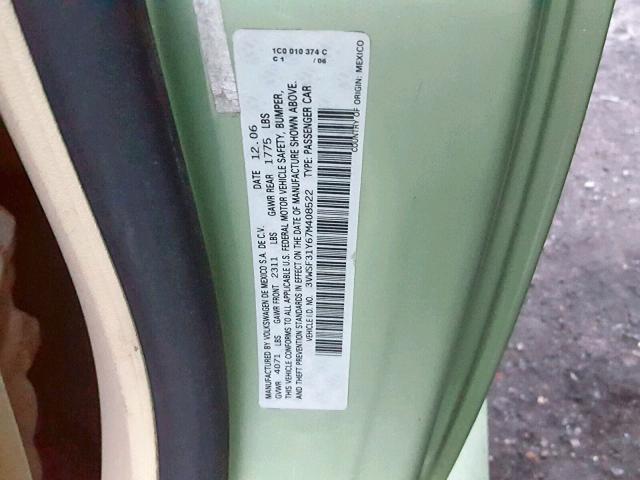 1C0 010 374 C
C 1 / 06
MANUFACTURED BY VOLKSWAGEN DE MEXICO S.A. DE C.V. DATE 12.06
GVWR 4071 LBS GAWR FRONT 2311 LBS GAWR REAR 1775 LBS
THIS VEHICLE CONFORMS TO ALL APPLICABLE U.S. FEDERAL MOTOR VEHICLE SAFETY, BUMPER,
AND THEFT PREVENTION STANDARDS IN EFFECT ON THE DATE OF MANUFACTURE SHOWN ABOVE.
VEHICLE I.D. NO. 3VWSF31Y67M408522 TYPE: PASSENGER CAR
COUNTRY OF ORIGIN: MEXICO